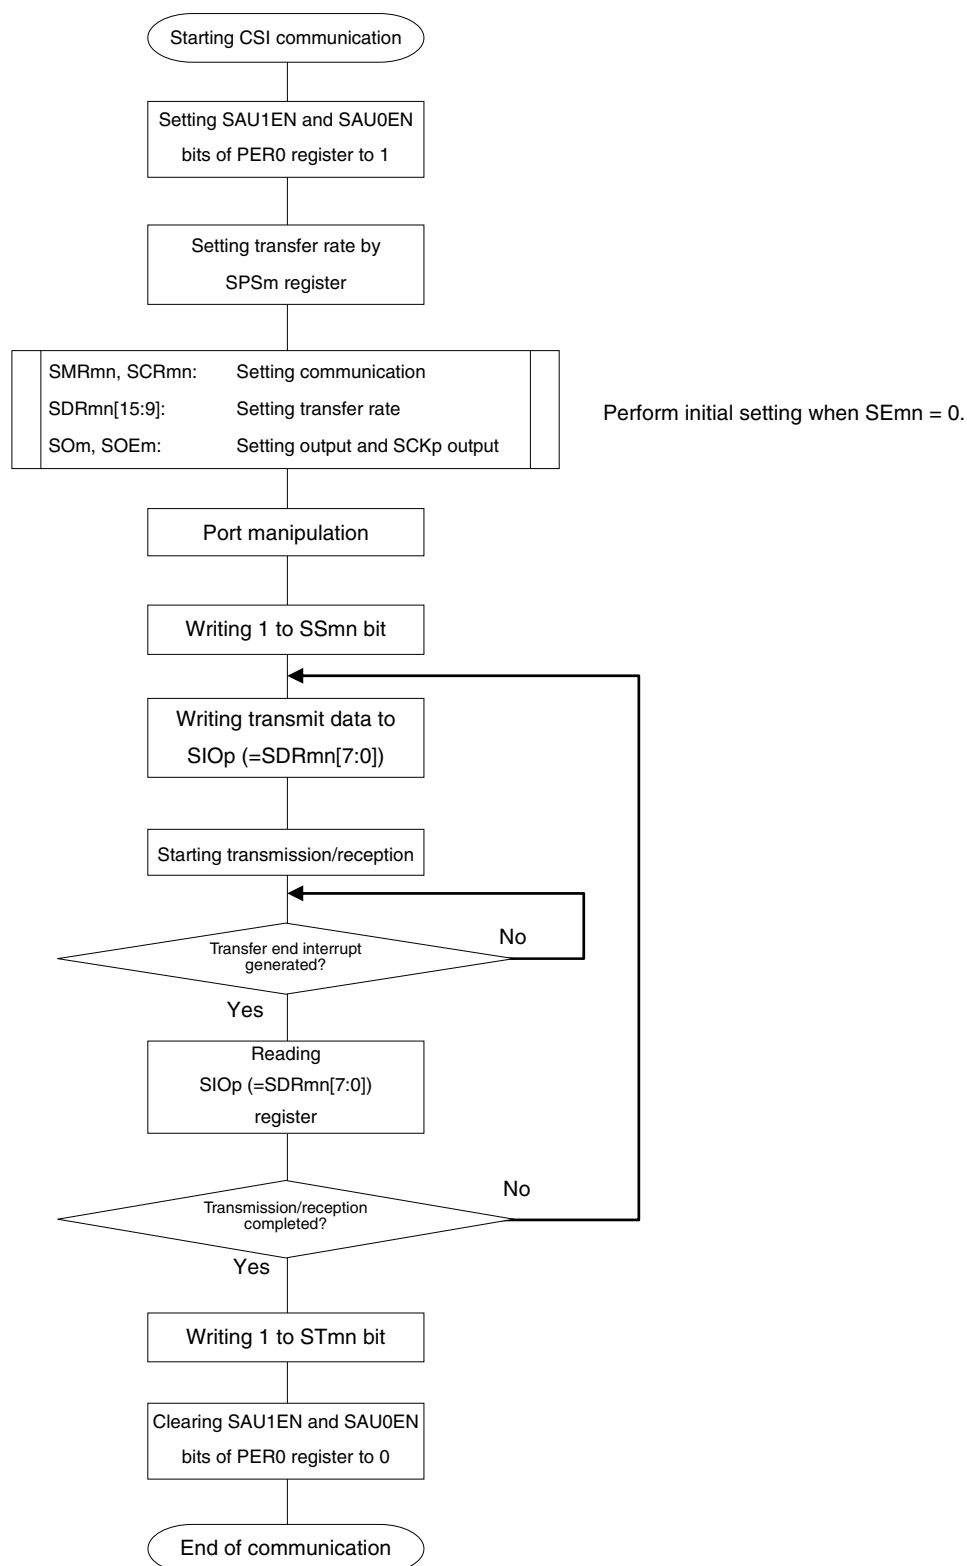 Starting CSI communication
Setting SAU1EN and SAU0EN
bits of PER0 register to 1
Setting transfer rate by
SPSm register
SMRmn, SCRmn: Setting communication
SDRmn[15:9]: Setting transfer rate
SOm, SOEm: Setting output and SCKp output
Perform initial setting when SEmn = 0.
Port manipulation
Writing 1 to SSmn bit
Writing transmit data to
SIOp (=SDRmn[7:0])
Starting transmission/reception
Transfer end interrupt
generated?
No
Yes
Reading
SIOp (=SDRmn[7:0])
register
Transmission/reception
completed?
No
Yes
Writing 1 to STmn bit
Clearing SAU1EN and SAU0EN
bits of PER0 register to 0
End of communication